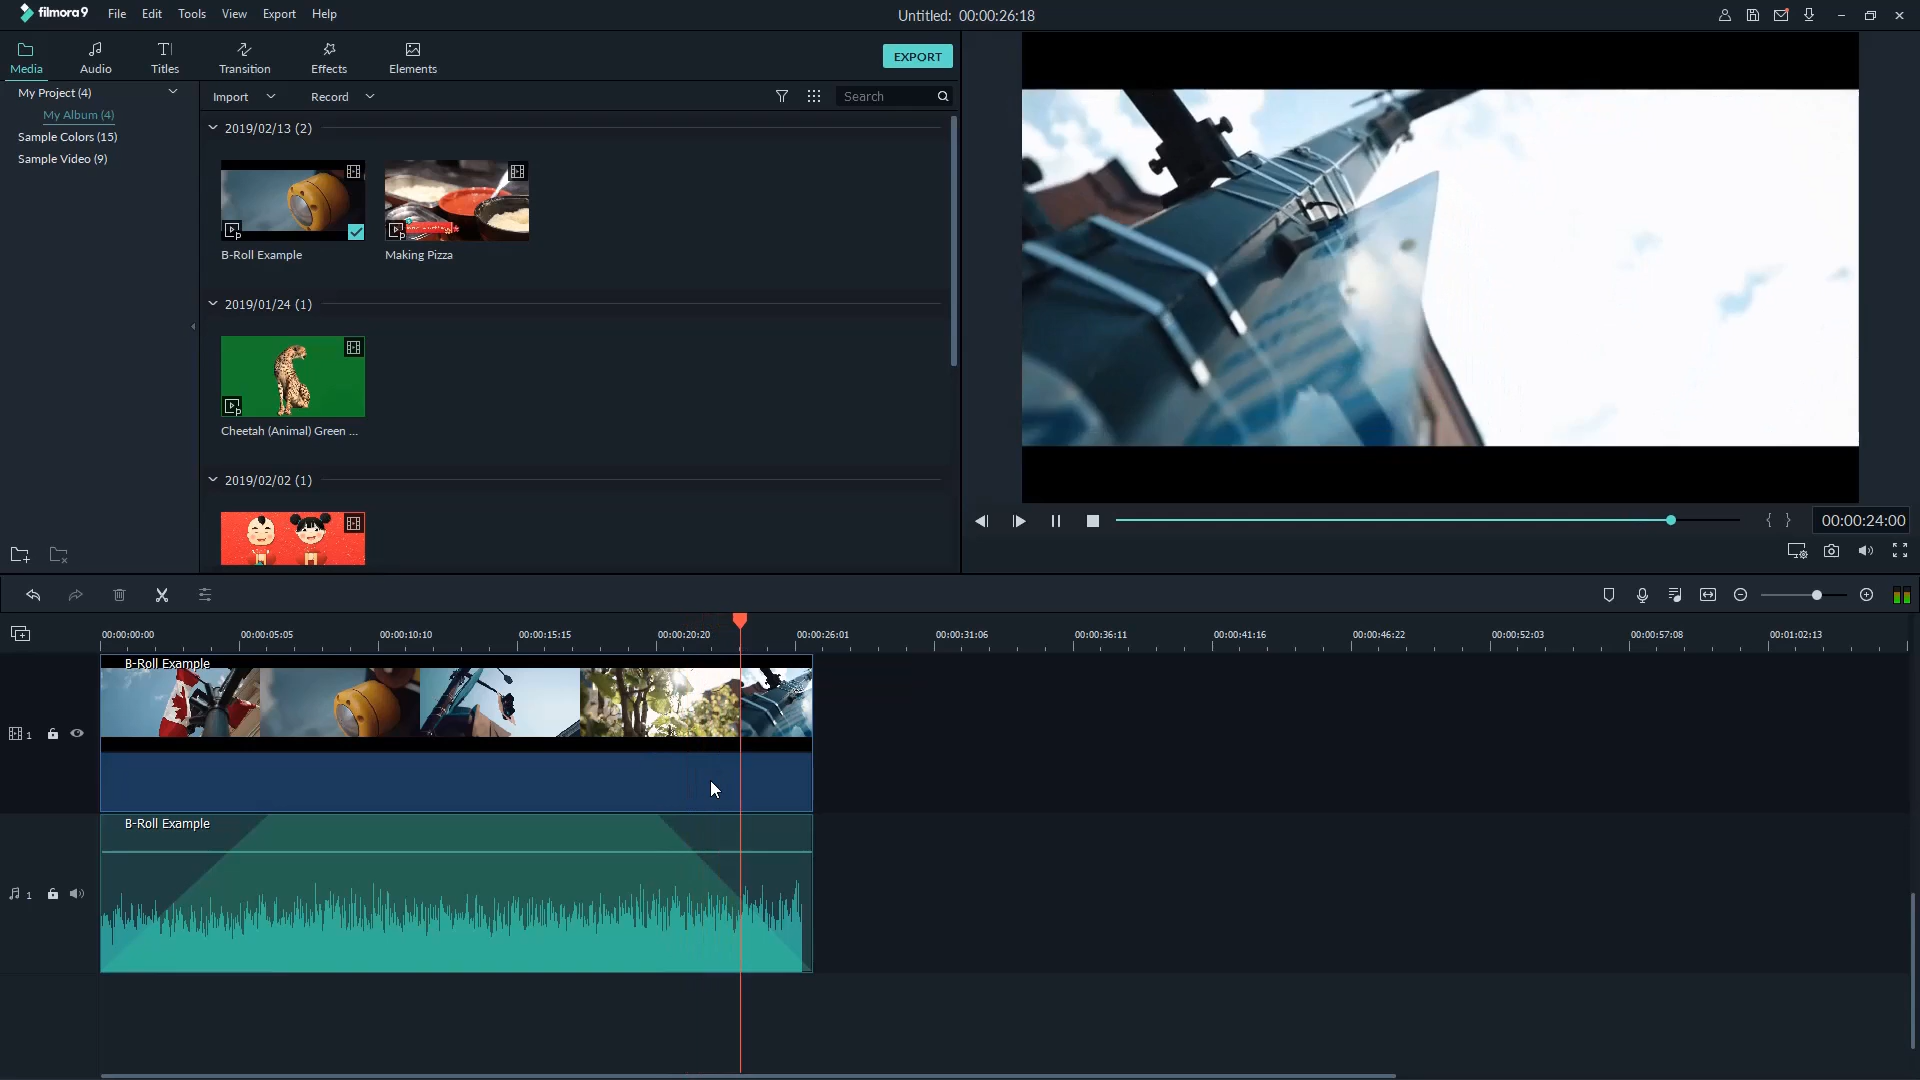 filmora9 File Edit Tools View Export Help Untitled: 00:00:26:18
Media Audio Titles Transition Effects Elements EXPORT
My Project (4) Import Record Search
My Album (4)
Sample Colors (15)
Sample Video (9)
2019/02/13 (2)
B-Roll Example Making Pizza
2019/01/24 (1)
Cheetah (Animal) Green ...
2019/02/02 (1)
00:00:24:00
00:00:00:00 00:00:05:05 00:00:10:10 00:00:15:15 00:00:20:20 00:00:26:01 00:00:31:06 00:00:36:11 00:00:41:16 00:00:46:22 00:00:52:03 00:00:57:08 00:01:02:13
B-Roll Example
1
B-Roll Example
1